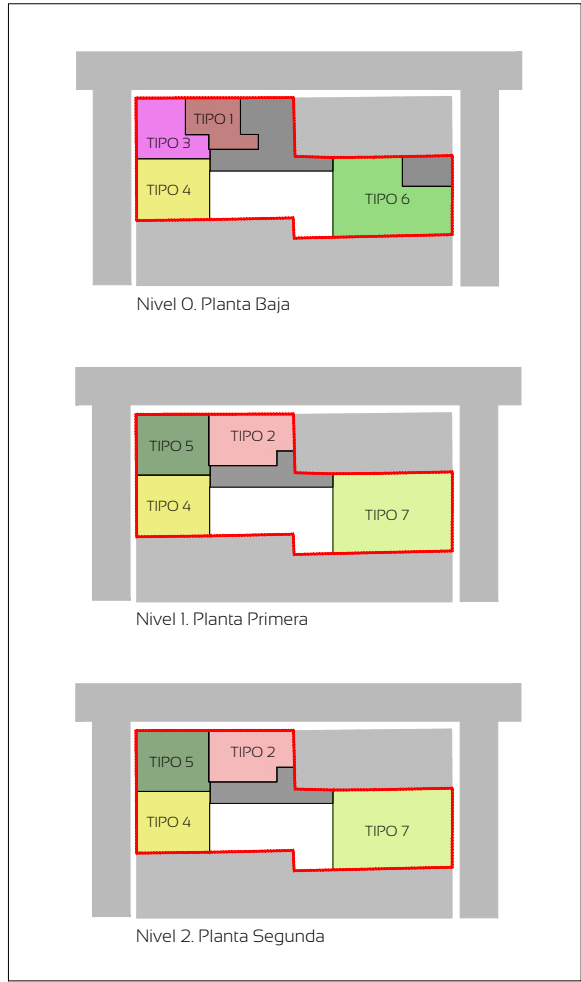 TIPO 1
TIPO 3
TIPO 4
TIPO 6
Nivel 0. Planta Baja
TIPO 5
TIPO 2
TIPO 4
TIPO 7
Nivel 1. Planta Primera
TIPO 5
TIPO 2
TIPO 4
TIPO 7
Nivel 2. Planta Segunda